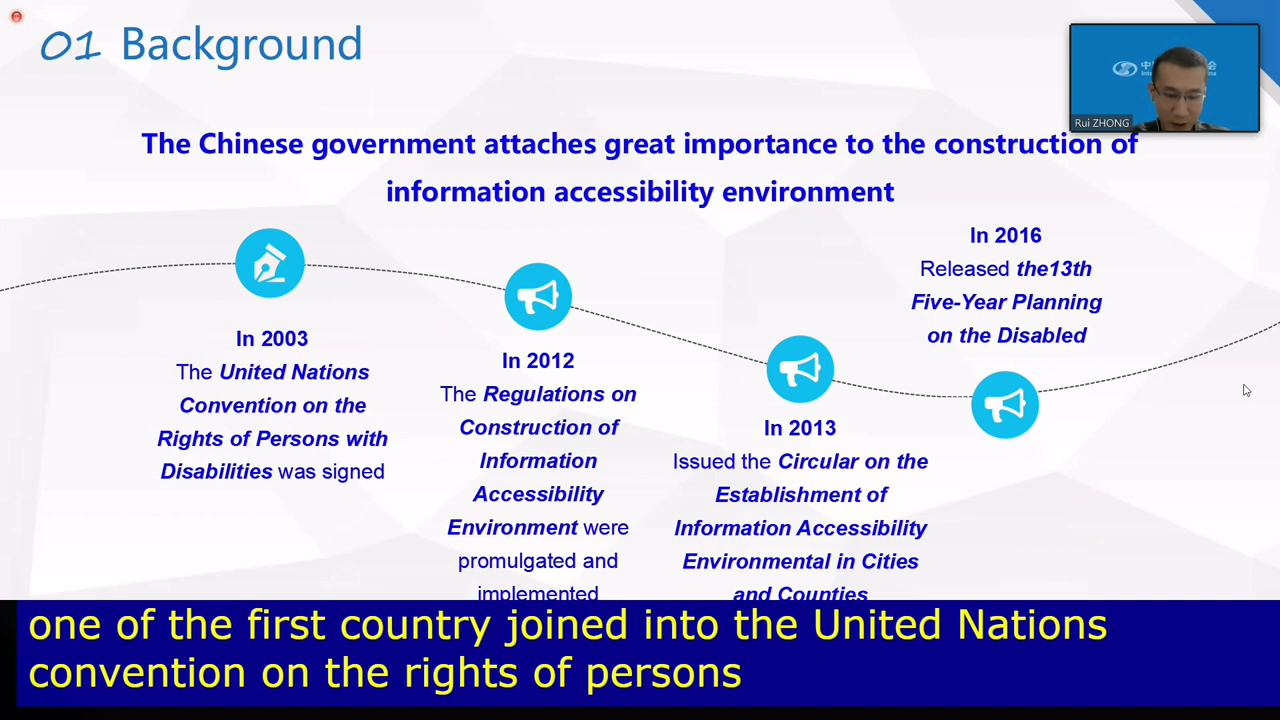 01 Background
Rui ZHONG
The Chinese government attaches great importance to the construction of
information accessibility environment
In 2003
The United Nations
Convention on the
Rights of Persons with
Disabilities was signed
In 2012
The Regulations on
Construction of
Information
Accessibility
Environment were
promulgated and
implemented
In 2013
Issued the Circular on the
Establishment of
Information Accessibility
Environmental in Cities
and Counties
In 2016
Released the13th
Five-Year Planning
on the Disabled
one of the first country joined into the United Nations
convention on the rights of persons